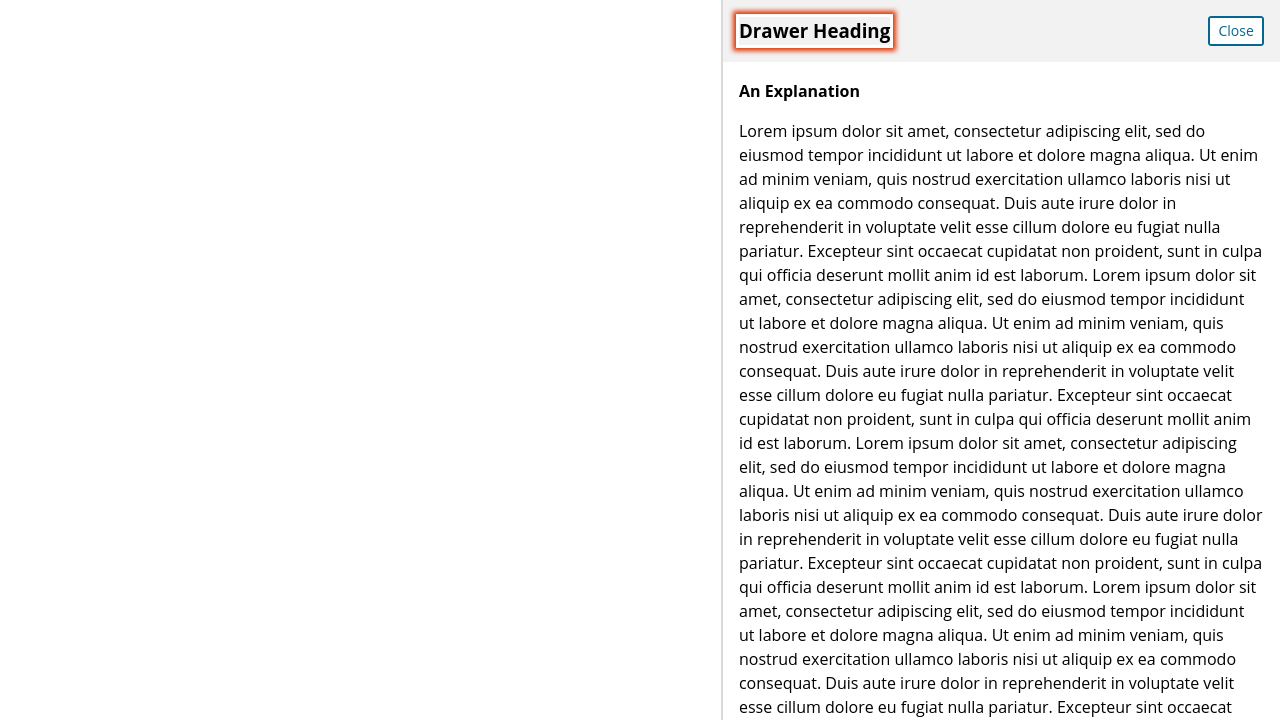 Drawer Heading
Close
An Explanation
Lorem ipsum dolor sit amet, consectetur adipiscing elit, sed do
eiusmod tempor incididunt ut labore et dolore magna aliqua. Ut enim
ad minim veniam, quis nostrud exercitation ullamco laboris nisi ut
aliquip ex ea commodo consequat. Duis aute irure dolor in
reprehenderit in voluptate velit esse cillum dolore eu fugiat nulla
pariatur. Excepteur sint occaecat cupidatat non proident, sunt in culpa
qui officia deserunt mollit anim id est laborum. Lorem ipsum dolor sit
amet, consectetur adipiscing elit, sed do eiusmod tempor incididunt
ut labore et dolore magna aliqua. Ut enim ad minim veniam, quis
nostrud exercitation ullamco laboris nisi ut aliquip ex ea commodo
consequat. Duis aute irure dolor in reprehenderit in voluptate velit
esse cillum dolore eu fugiat nulla pariatur. Excepteur sint occaecat
cupidatat non proident, sunt in culpa qui officia deserunt mollit anim
id est laborum. Lorem ipsum dolor sit amet, consectetur adipiscing
elit, sed do eiusmod tempor incididunt ut labore et dolore magna
aliqua. Ut enim ad minim veniam, quis nostrud exercitation ullamco
laboris nisi ut aliquip ex ea commodo consequat. Duis aute irure dolor
in reprehenderit in voluptate velit esse cillum dolore eu fugiat nulla
pariatur. Excepteur sint occaecat cupidatat non proident, sunt in culpa
qui officia deserunt mollit anim id est laborum. Lorem ipsum dolor sit
amet, consectetur adipiscing elit, sed do eiusmod tempor incididunt
ut labore et dolore magna aliqua. Ut enim ad minim veniam, quis
nostrud exercitation ullamco laboris nisi ut aliquip ex ea commodo
consequat. Duis aute irure dolor in reprehenderit in voluptate velit
esse cillum dolore eu fugiat nulla pariatur. Excepteur sint occaecat